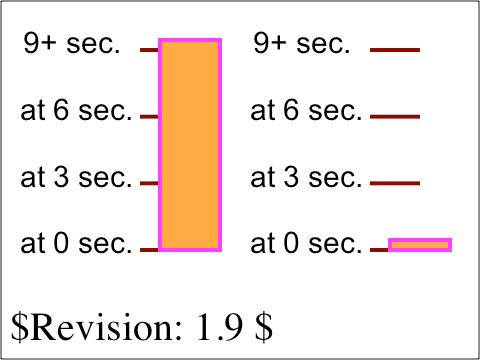 9+ sec. 9+ sec.
at 6 sec. at 6 sec.
at 3 sec. at 3 sec.
at 0 sec. at 0 sec.
$Revision: 1.9 $